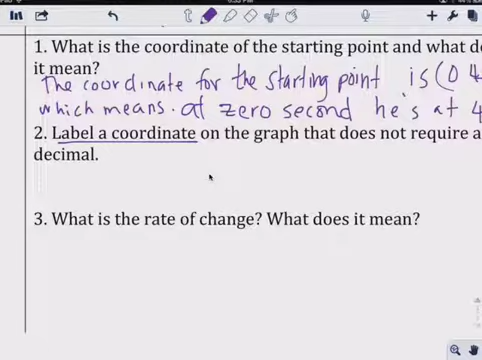 1. What is the coordinate of the starting point and what
it mean?
The coordinate for the starting point is (0 4
which means. at zero second he's at 4
2. Label a coordinate on the graph that does not require a
decimal.
3. What is the rate of change? What does it mean?